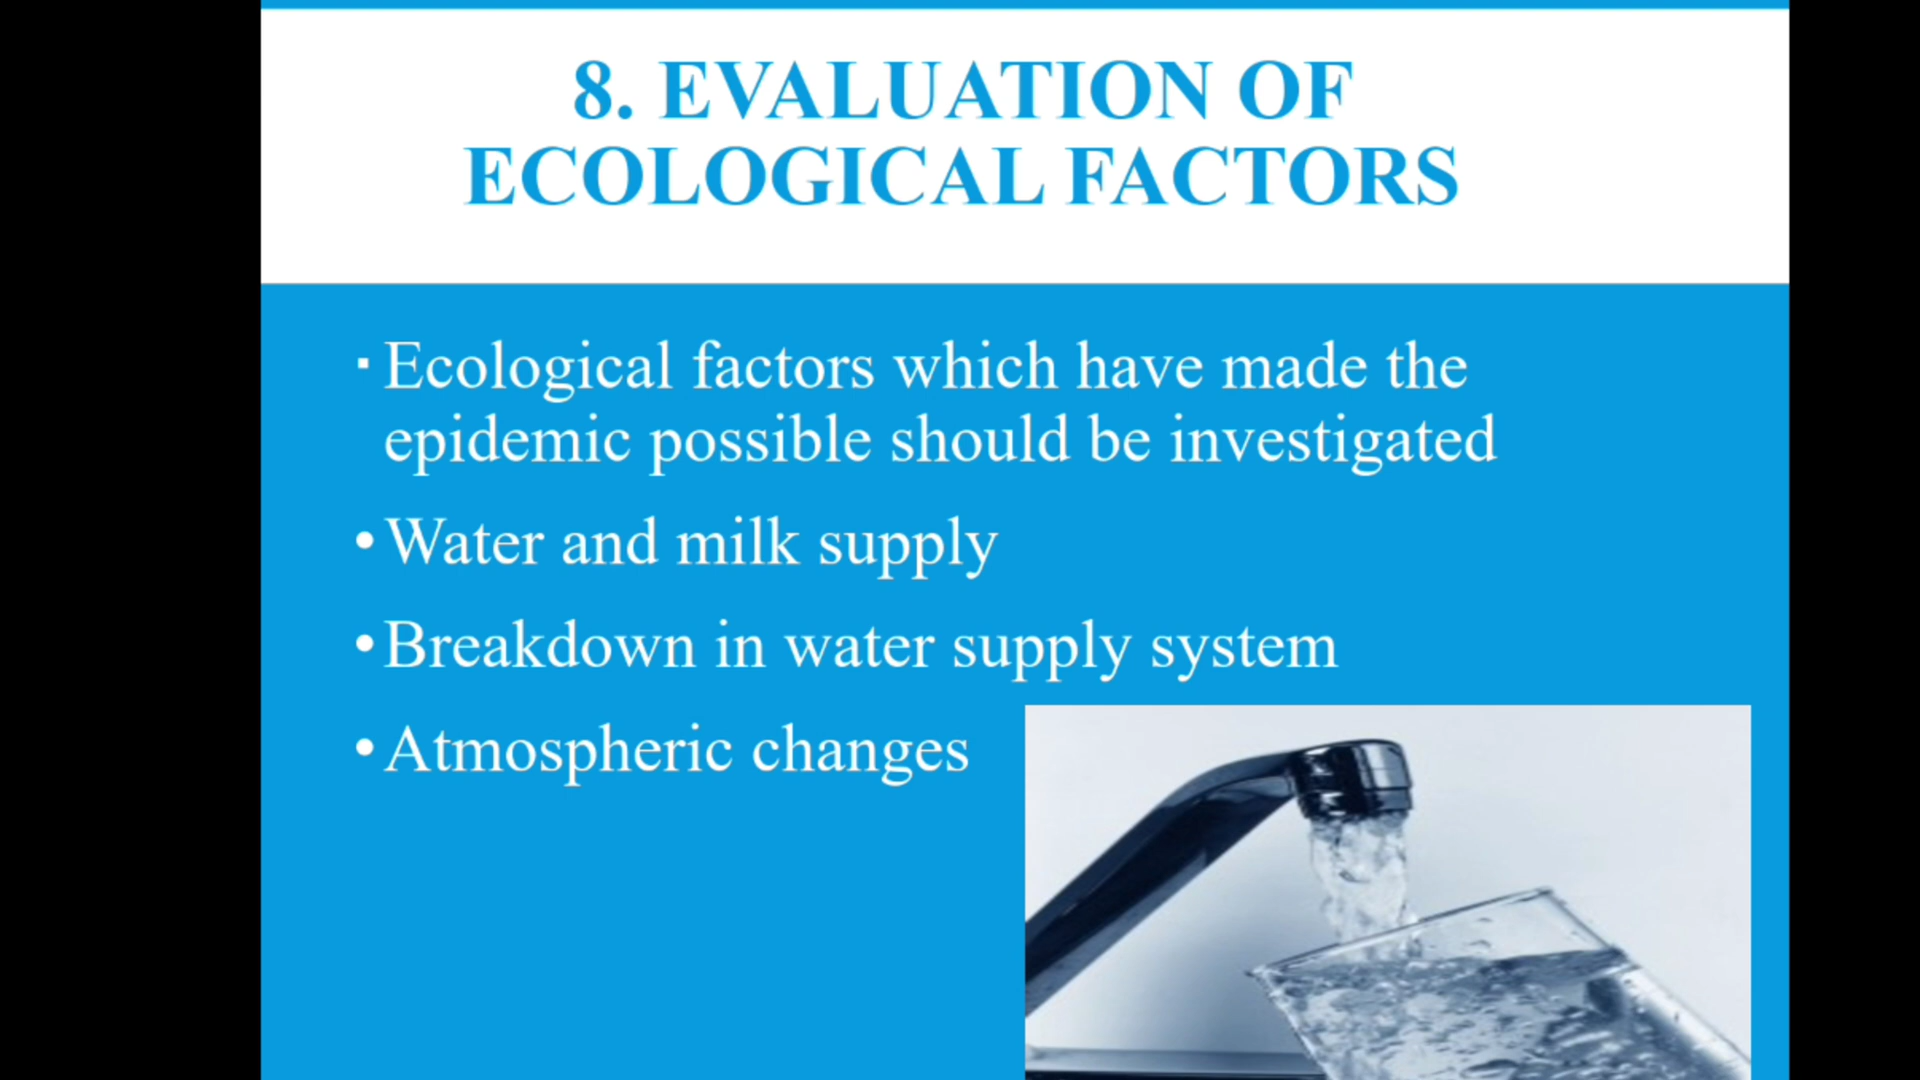 8. EVALUATION OF
ECOLOGICAL FACTORS
▪ Ecological factors which have made the
epidemic possible should be investigated
• Water and milk supply
• Breakdown in water supply system
• Atmospheric changes